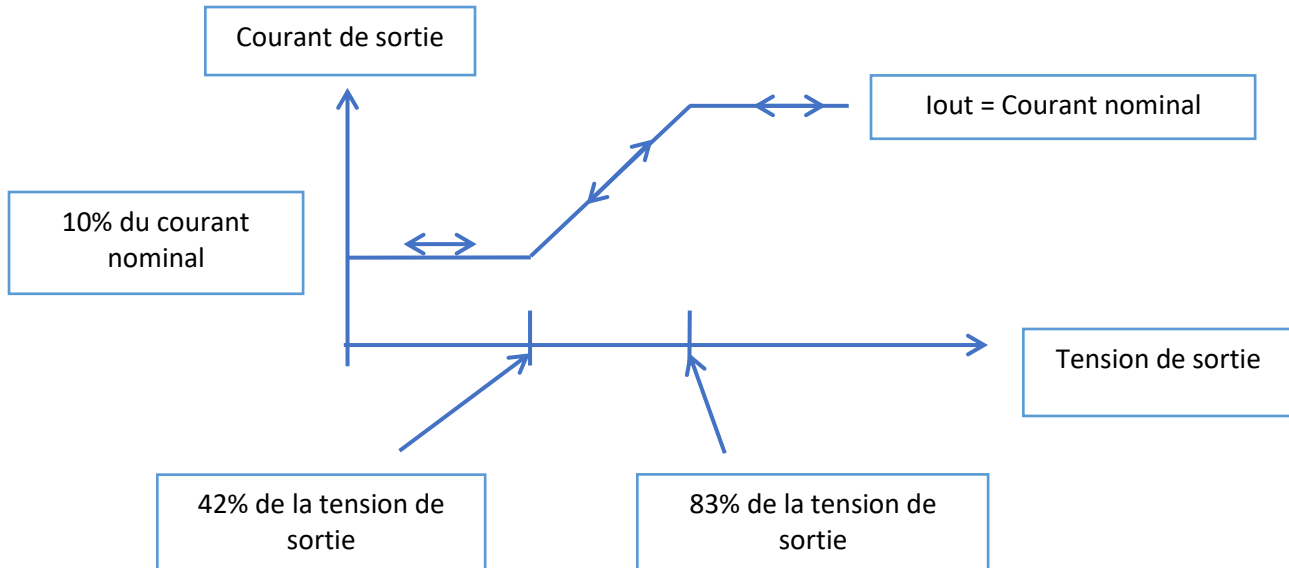 Courant de sortie
Iout = Courant nominal
10% du courant
nominal
Tension de sortie
42% de la tension de
sortie
83% de la tension de
sortie